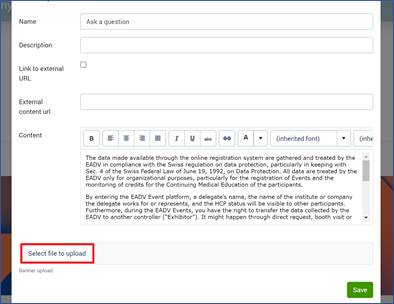 Name
Ask a question
Description
Link to external
URL
External
content url
Content
B I U abc A (inherited font) (inhe
The data made available through the online registration system are gathered and treated by the
EADV in compliance with the Swiss regulation on data protection, particularly in keeping with
Sec. 4 of the Swiss Federal Law of June 19, 1992, on Data Protection. All data are treated by the
EADV only for organizational purposes, particularly for the registration of Events and the
monitoring of credits for the Continuing Medical Education of the participants.
By entering the EADV Event platform, a delegate's name, the name of the institute or company
the delegate works for or represents, and the HCP status will be visible to other participants.
Furthermore, during the EADV Events, you have the right to transfer the data collected by the
EADV to another controller ("Exhibitor"). It might happen through direct request, booth visit or
Select file to upload
Banner upload
Save